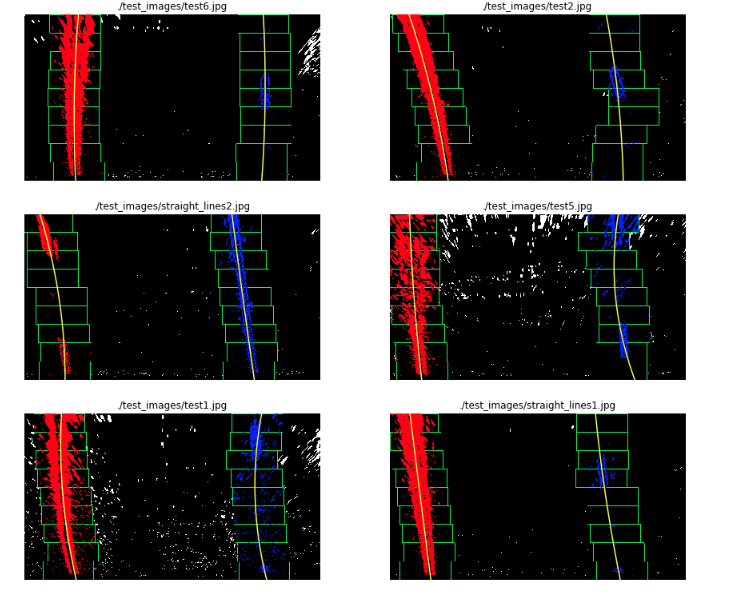 ./test_images/test6.jpg
./test_images/test2.jpg
./test_images/straight_lines2.jpg
./test_images/test5.jpg
./test_images/test1.jpg
./test_images/straight_lines1.jpg